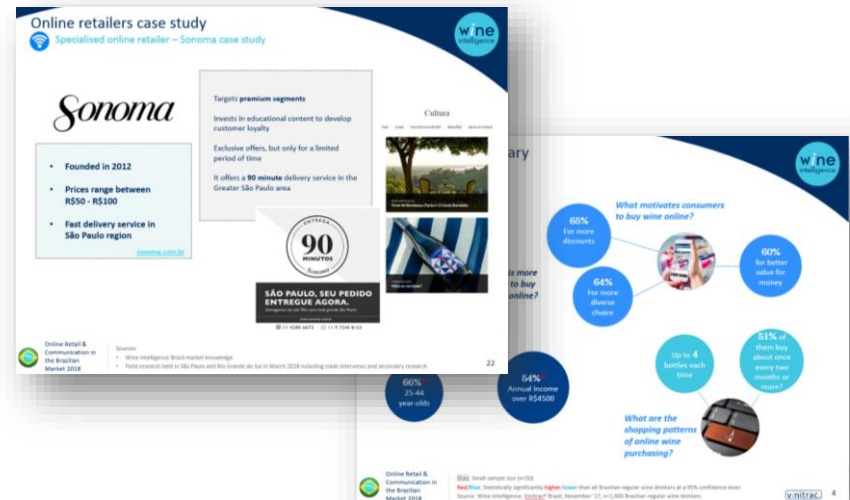 Online retailers case study
Specialised online retailer – Sonoma case study
wine
intelligence
Sonoma
• Founded in 2012
• Prices range between
R$50 - R$100
• Fast delivery service in
São Paulo region
sonoma.com.br
Targets premium segments
Invests in educational content to develop
customer loyalty
Exclusive offers, but only for a limited
period of time
It offers a 90 minute delivery service in the
Greater São Paulo area
Cultura
ENTREGA
90
MINUTOS
Sonoma
SÃO PAULO, SEU PEDIDO
ENTREGUE AGORA.
Online Retail &
Communication in
the Brazilian
Market 2018
Sources:
• Wine Intelligence Brazil market knowledge
• Field research held in São Paulo and Rio Grande do Sul in March 2018 including trade interviews and secondary research
22
ary
wine
intelligence
What motivates consumers
to buy wine online?
65%
For more
discounts
64%
For more
diverse
choice
60%
for better
value for
money
is more
to buy
online?
66%
25-44
year-olds
54%
Annual Income
over R$4500
Up to 4
bottles each
time
51% of
them buy
about once
every two
months or
more?
What are the
shopping patterns
of online wine
purchasing?
Online Retail &
Communication in
the Brazilian
Market 2018
Grey: Small sample size (n<50)
Red/Blue: Statistically significantly higher/lower than all Brazilian regular wine drinkers at a 95% confidence level
Source: Wine Intelligence, Vinitrac® Brazil, November '17, n=1,000 Brazilian regular wine drinkers
vinitrac.
4